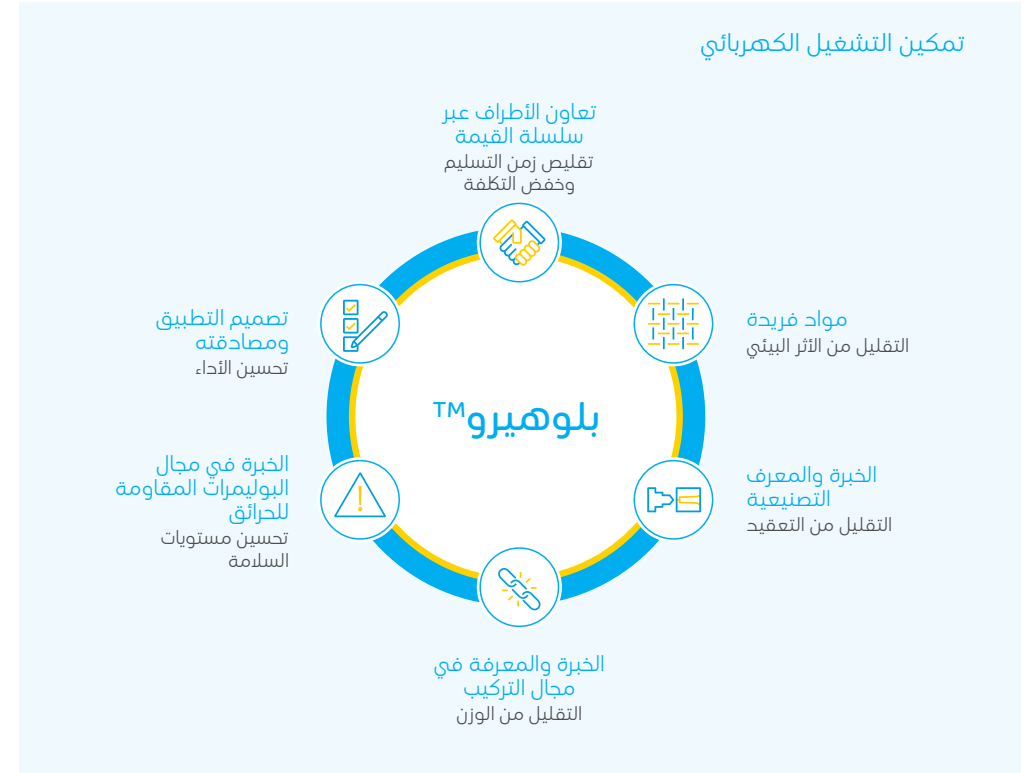 تمكين التشغيل الكهربائي
تعاون الأطراف عبر
سلسلة القيمة
تقليص زمن التسليم
وخفض التكلفة
مواد فريدة
التقليل من الأثر البيئي
الخبرة والمعرف
التصنيعية
التقليل من التعقيد
الخبرة والمعرفة في
مجال التركيب
التقليل من الوزن
الخبرة في مجال
البوليمرات المقاومة
للحرائق
تحسين مستويات
السلامة
تصميم التطبيق
ومصادقته
تحسين الأداء
بلوهيرو™